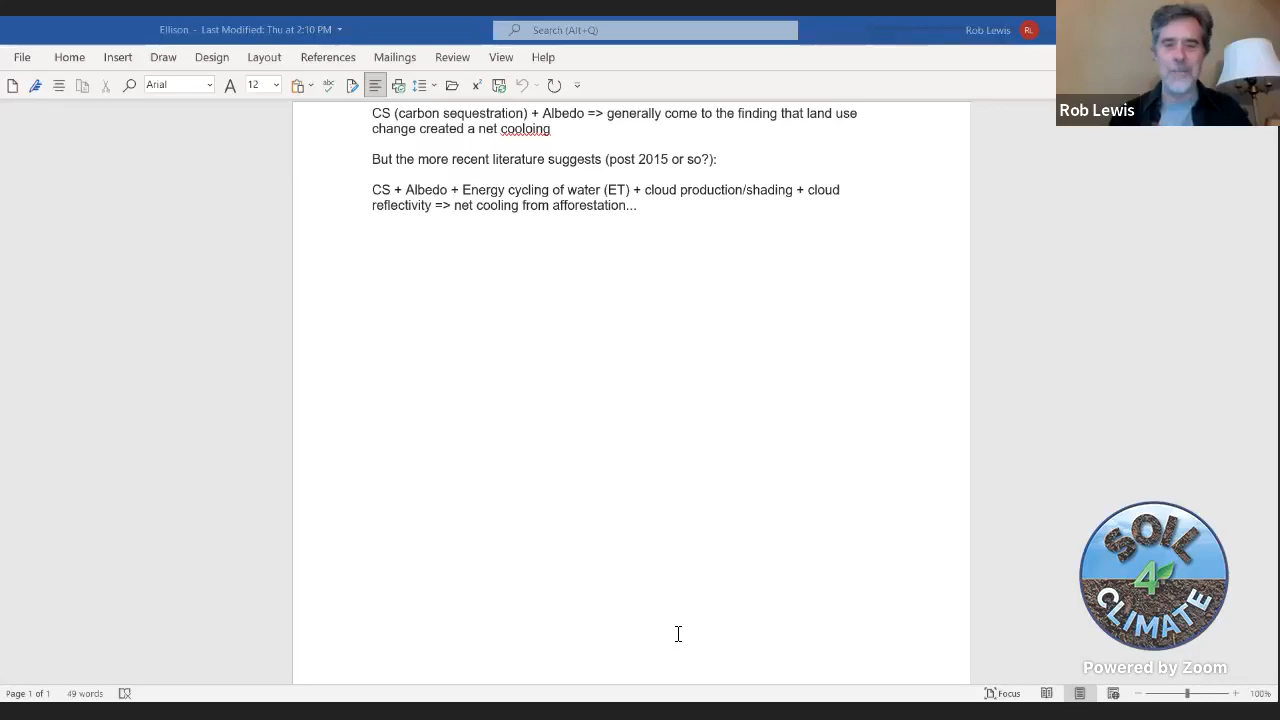 Ellison - Last Modified: Thu at 2:10 PM
Search (Alt+Q)
Rob Lewis RL
File Home Insert Draw Design Layout References Mailings Review View Help
Arial A 12 abc x²
Rob Lewis
CS (carbon sequestration) + Albedo => generally come to the finding that land use
change created a net cooloing
But the more recent literature suggests (post 2015 or so?):
CS + Albedo + Energy cycling of water (ET) + cloud production/shading + cloud
reflectivity => net cooling from afforestation...
SOIL
4
CLIMATE
Powered by Zoom
Page 1 of 1 49 words Focus 100%